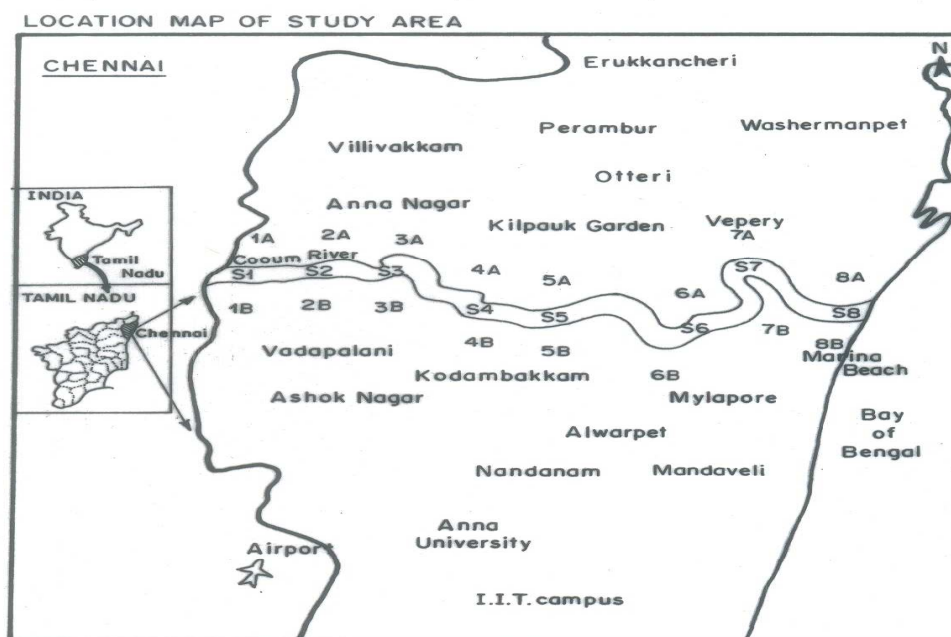 LOCATION MAP OF STUDY AREA
CHENNAI
N
Erukkancheri
Perambur
Washermanpet
Villivakkam
Otteri
INDIA
Tamil
Nadu
Anna Nagar
Kilpauk Garden
Vepery
1A
2A
3A
7A
Cooum River
4A
5A
6A
8A
S1
S2
S3
S4
S5
S6
S7
S8
TAMIL NADU
Chennai
1B
2B
3B
4B
5B
6B
7B
8B
Marina
Beach
Vadapalani
Kodambakkam
Ashok Nagar
Mylapore
Bay
of
Bengal
Alwarpet
Nandanam
Mandaveli
Anna
University
Airport
I.I.T. campus